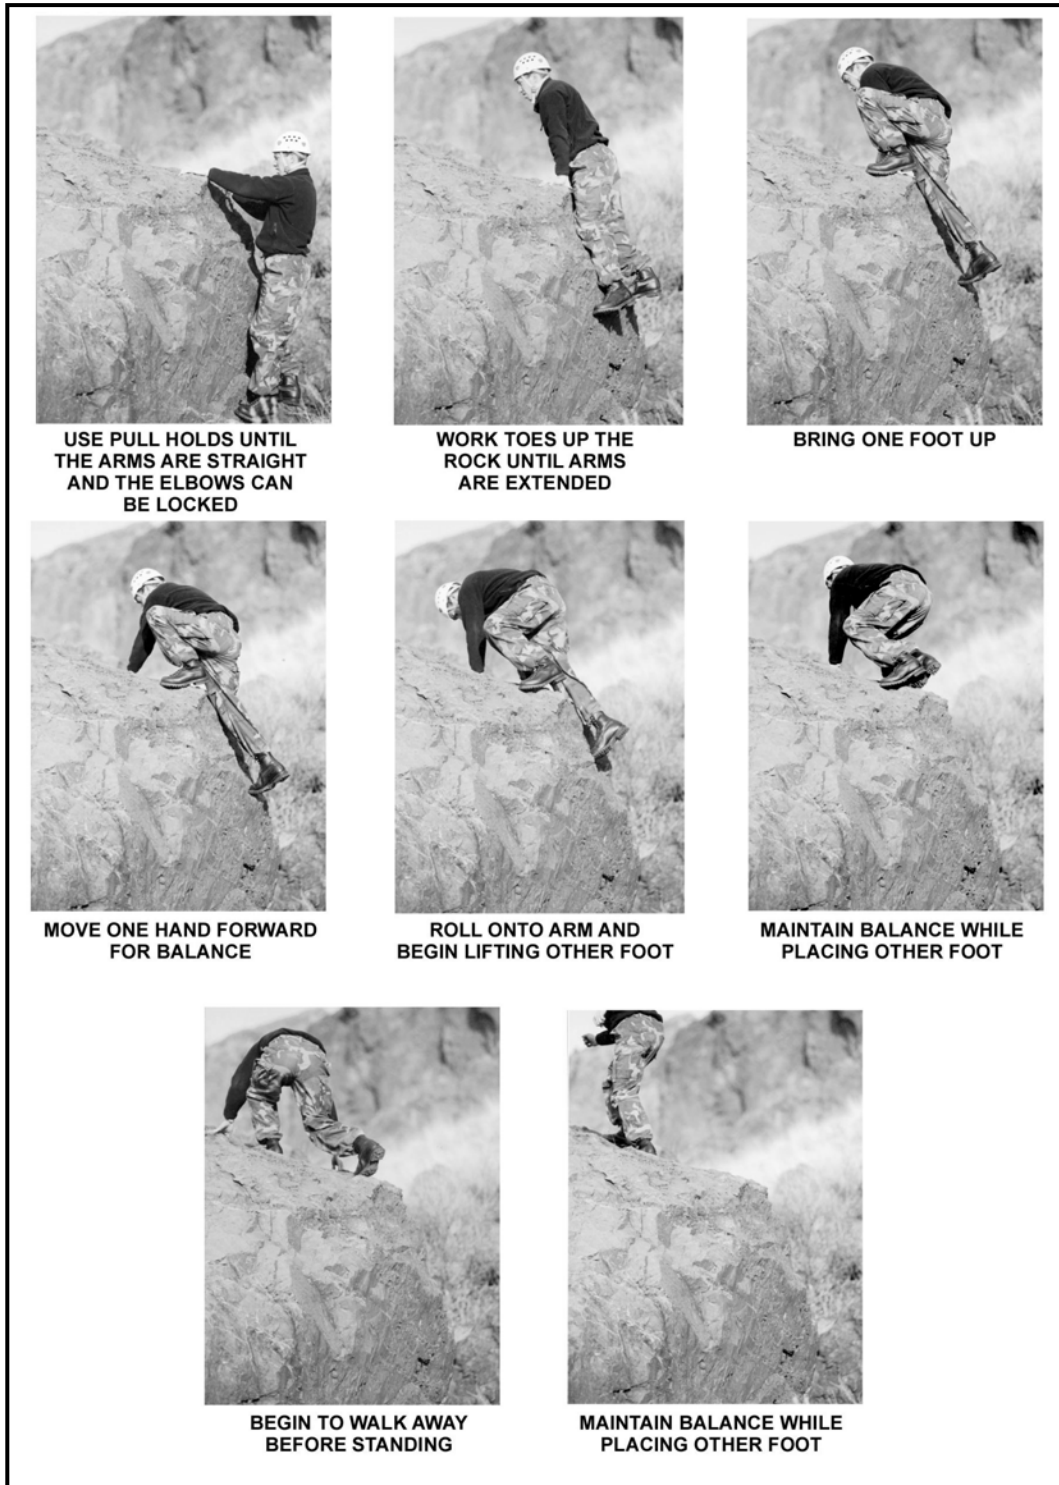 USE PULL HOLDS UNTIL
THE ARMS ARE STRAIGHT
AND THE ELBOWS CAN
BE LOCKED
WORK TOES UP THE
ROCK UNTIL ARMS
ARE EXTENDED
BRING ONE FOOT UP
MOVE ONE HAND FORWARD
FOR BALANCE
ROLL ONTO ARM AND
BEGIN LIFTING OTHER FOOT
MAINTAIN BALANCE WHILE
PLACING OTHER FOOT
BEGIN TO WALK AWAY
BEFORE STANDING
MAINTAIN BALANCE WHILE
PLACING OTHER FOOT